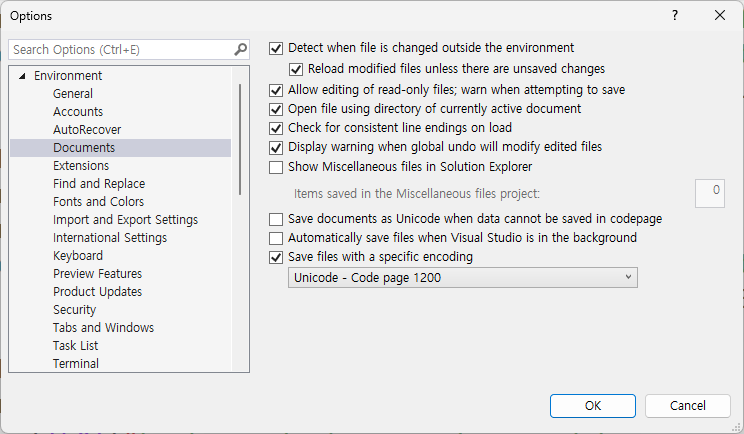 Options
?
Search Options (Ctrl+E)
Environment
General
Accounts
AutoRecover
Documents
Extensions
Find and Replace
Fonts and Colors
Import and Export Settings
International Settings
Keyboard
Preview Features
Product Updates
Security
Tabs and Windows
Task List
Terminal
Detect when file is changed outside the environment
Reload modified files unless there are unsaved changes
Allow editing of read-only files; warn when attempting to save
Open file using directory of currently active document
Check for consistent line endings on load
Display warning when global undo will modify edited files
Show Miscellaneous files in Solution Explorer
Items saved in the Miscellaneous files project: 0
Save documents as Unicode when data cannot be saved in codepage
Automatically save files when Visual Studio is in the background
Save files with a specific encoding
Unicode - Code page 1200
OK Cancel